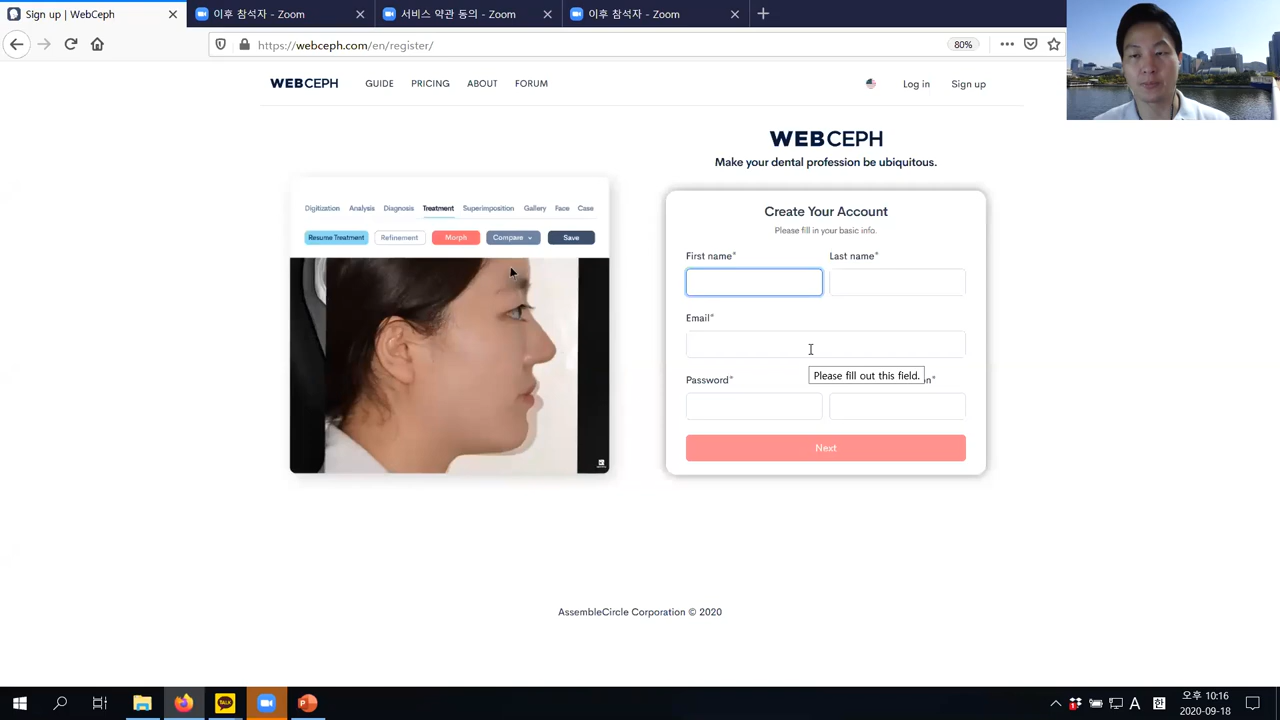 Sign up | WebCeph
이후 참석자 - Zoom
서비스 약관 동의 - Zoom
이후 참석자 - Zoom
https://webceph.com/en/register/
80%
WEBCEPH
GUIDE
PRICING
ABOUT
FORUM
Log in
Sign up
WEBCEPH
Make your dental profession be ubiquitous.
Digitization
Analysis
Diagnosis
Treatment
Superimposition
Gallery
Face
Case
Resume Treatment
Refinement
Morph
Compare
Save
Create Your Account
Please fill in your basic info.
First name*
Last name*
Email*
Please fill out this field.
Password*
on*
Next
AssembleCircle Corporation © 2020
TALK
P
A
한
오후 10:16
2020-09-18